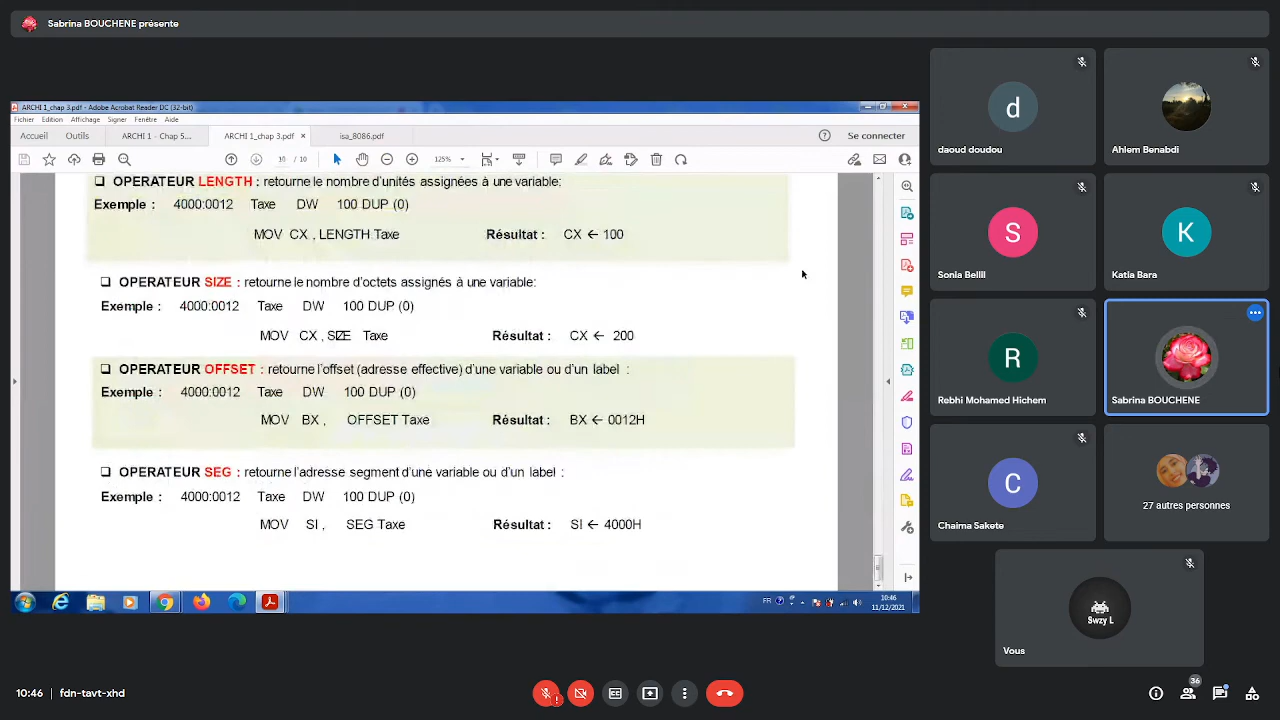 Sabrina BOUCHENE présente
ARCHI 1_chap 3.pdf - Adobe Acrobat Reader DC (32-bit)
Fichier Edition Affichage Signer Fenetre Aide
Accueil Outils ARCHI 1 - Chap 5... ARCHI 1_chap 3.pdf × isa_8086.pdf Se connecter
10 / 10 125%
OPERATEUR LENGTH : retourne le nombre d'unités assignées à une variable:
Exemple : 4000:0012 Taxe DW 100 DUP (0)
MOV CX , LENGTH Taxe Résultat : CX ← 100
OPERATEUR SIZE : retourne le nombre d'octets assignés à une variable:
Exemple : 4000:0012 Taxe DW 100 DUP (0)
MOV CX , SIZE Taxe Résultat : CX ← 200
OPERATEUR OFFSET : retourne l'offset (adresse effective) d'une variable ou d'un label :
Exemple : 4000:0012 Taxe DW 100 DUP (0)
MOV BX , OFFSET Taxe Résultat : BX ← 0012H
OPERATEUR SEG : retourne l'adresse segment d'une variable ou d'un label :
Exemple : 4000:0012 Taxe DW 100 DUP (0)
MOV SI , SEG Taxe Résultat : SI ← 4000H
FR 10:46
11/12/2021
d
daoud doudou
Ahlem Benabdi
S
Sonia Bellil
K
Katia Bara
R
Rebhi Mohamed Hichem
Sabrina BOUCHENE
C
Chaima Sakete
27 autres personnes
Swzy L
Vous
10:46 fdn-tavt-xhd
36